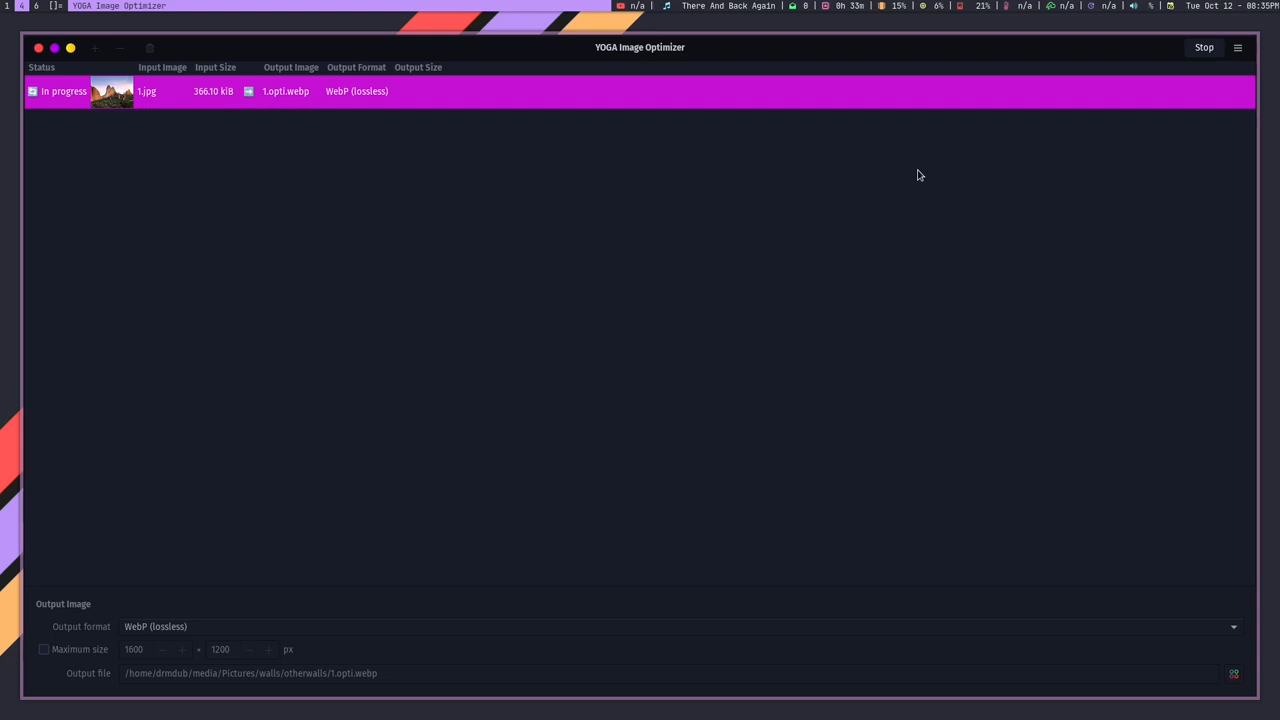 1 4 6 []= YOGA Image Optimizer n/a | There And Back Again | 0 | 0h 33m | 15% | 6% | 21% | n/a | n/a | n/a | % | Tue Oct 12 - 08:35PM
YOGA Image Optimizer Stop
Status Input Image Input Size Output Image Output Format Output Size
In progress 1.jpg 366.10 kiB 1.opti.webp WebP (lossless)
Output Image
Output format WebP (lossless)
Maximum size 1600 × 1200 px
Output file /home/drmdub/media/Pictures/walls/otherwalls/1.opti.webp